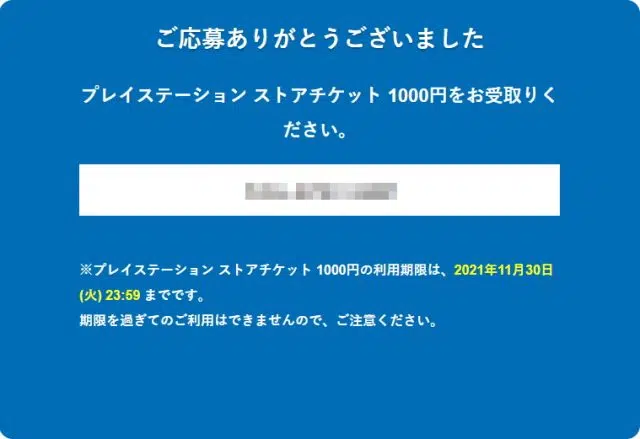 ご応募ありがとうございました
プレイステーション ストアチケット 1000円をお受取りく
ださい。
※プレイステーション ストアチケット 1000円の利用期限は、2021年11月30日
(火) 23:59 までです。
期限を過ぎてのご利用はできませんので、ご注意ください。